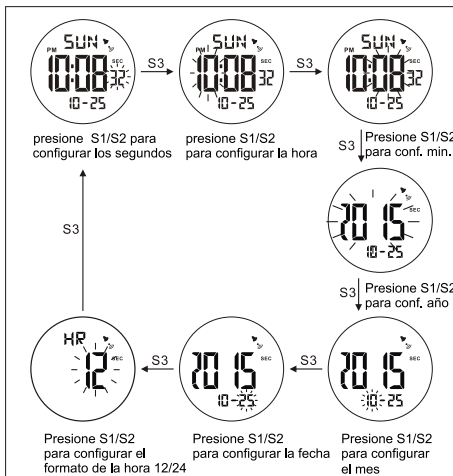 SUN
PM
SEC
10:08 32
10-25
S3
SUN
PM
SEC
10:08 32
10-25
S3
SUN
PM
SEC
10:08 32
10-25
presione S1/S2 para
configurar los segundos
presione S1/S2
para configurar la hora
S3
Presione S1/S2
para conf. min.
SEC
2015
10-25
S3
Presione S1/S2
para conf. año
S3
HR
SEC
12
S3
SEC
2015
10-25
S3
SEC
2015
10-25
Presione S1/S2
para configurar el
formato de la hora 12/24
Presione S1/S2
para configurar la fecha
Presione S1/S2
para configurar
el mes